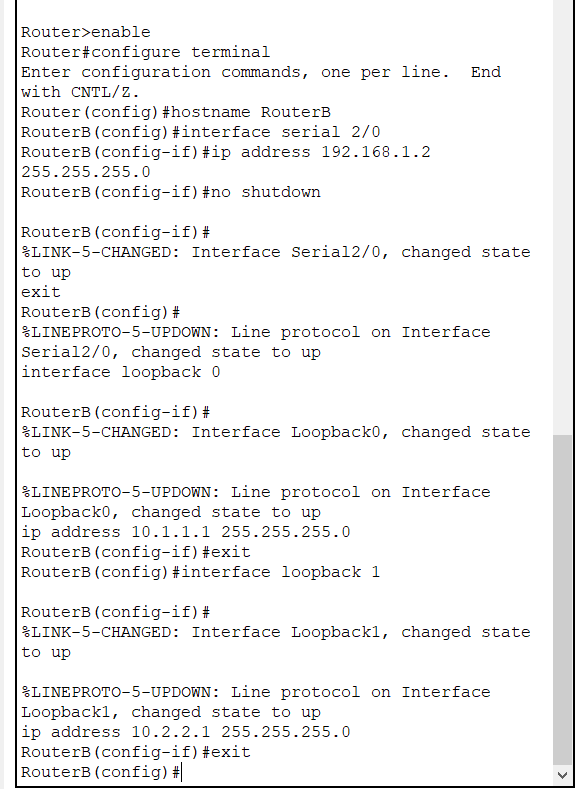 Router>enable
Router#configure terminal
Enter configuration commands, one per line.  End
with CNTL/Z.
Router(config)#hostname RouterB
RouterB(config)#interface serial 2/0
RouterB(config-if)#ip address 192.168.1.2
255.255.255.0
RouterB(config-if)#no shutdown
RouterB(config-if)#
%LINK-5-CHANGED: Interface Serial2/0, changed state
to up
exit
RouterB(config)#
%LINEPROTO-5-UPDOWN: Line protocol on Interface
Serial2/0, changed state to up
interface loopback 0
RouterB(config-if)#
%LINK-5-CHANGED: Interface Loopback0, changed state
to up
%LINEPROTO-5-UPDOWN: Line protocol on Interface
Loopback0, changed state to up
ip address 10.1.1.1 255.255.255.0
RouterB(config-if)#exit
RouterB(config)#interface loopback 1
RouterB(config-if)#
%LINK-5-CHANGED: Interface Loopback1, changed state
to up
%LINEPROTO-5-UPDOWN: Line protocol on Interface
Loopback1, changed state to up
ip address 10.2.2.1 255.255.255.0
RouterB(config-if)#exit
RouterB(config)#